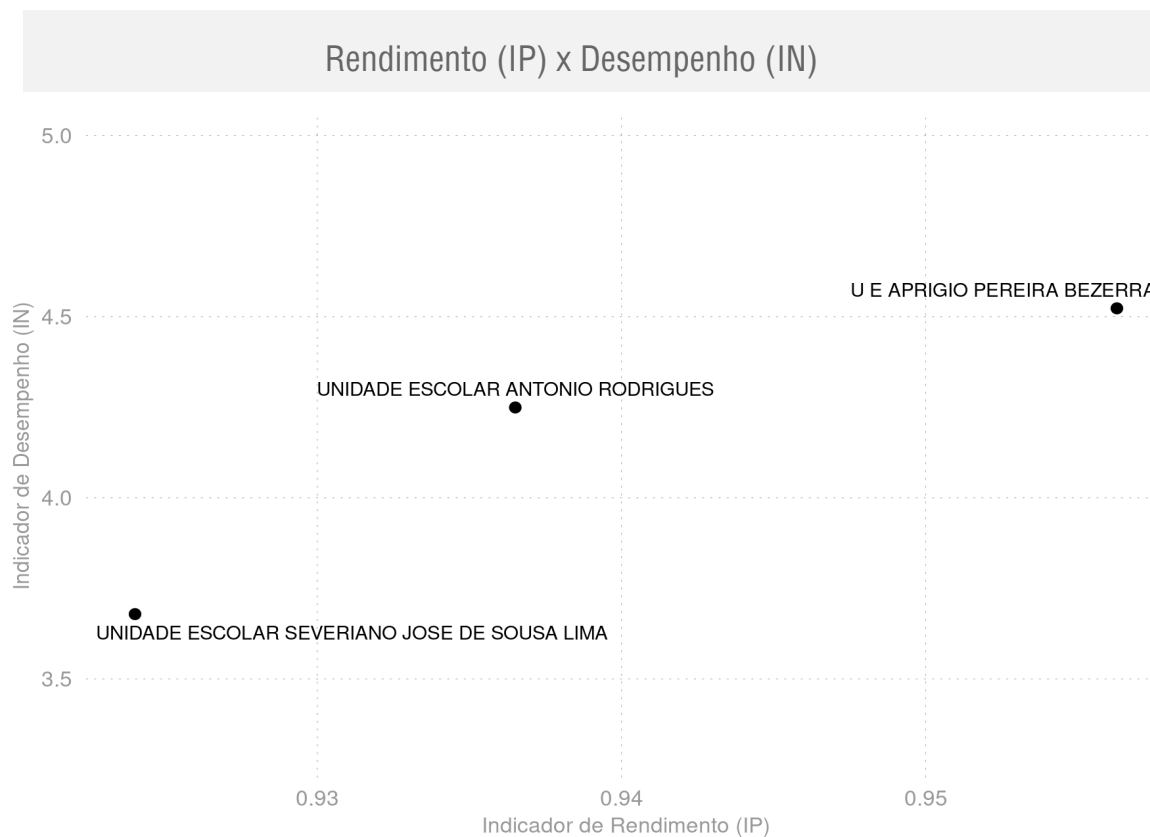 Rendimento (IP) x Desempenho (IN)
5.0
U E APRIGIO PEREIRA BEZERRA
4.5
UNIDADE ESCOLAR ANTONIO RODRIGUES
4.0
UNIDADE ESCOLAR SEVERIANO JOSE DE SOUSA LIMA
3.5
Indicador de Desempenho (IN)
0.93 0.94 0.95
Indicador de Rendimento (IP)